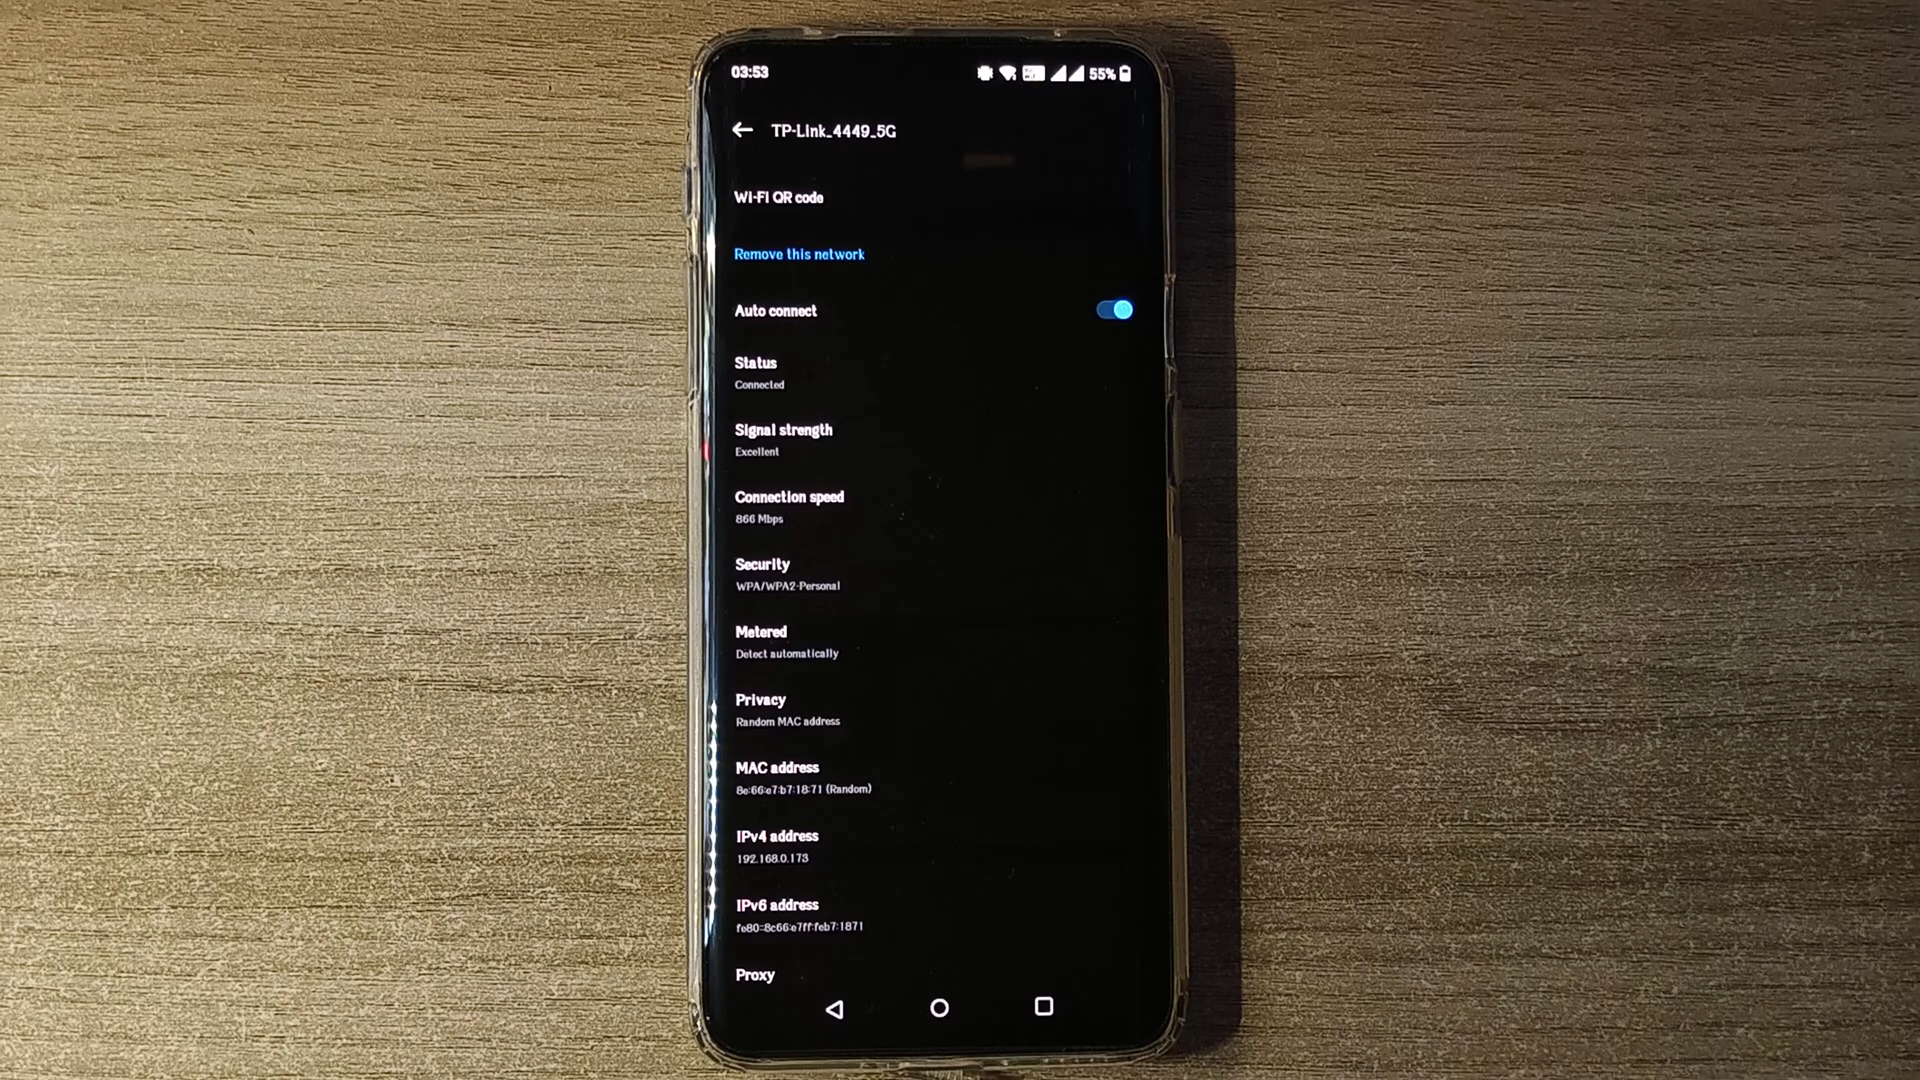 03:53
55%
TP-Link_4449_5G
Wi-Fi QR code
Remove this network
Auto connect
Status
Connected
Signal strength
Excellent
Connection speed
866 Mbps
Security
WPA/WPA2-Personal
Metered
Detect automatically
Privacy
Random MAC address
MAC address
8e:66:e7:b7:18:71 (Random)
IPv4 address
192.168.0.173
IPv6 address
fe80::8c66:e7ff:feb7:1871
Proxy